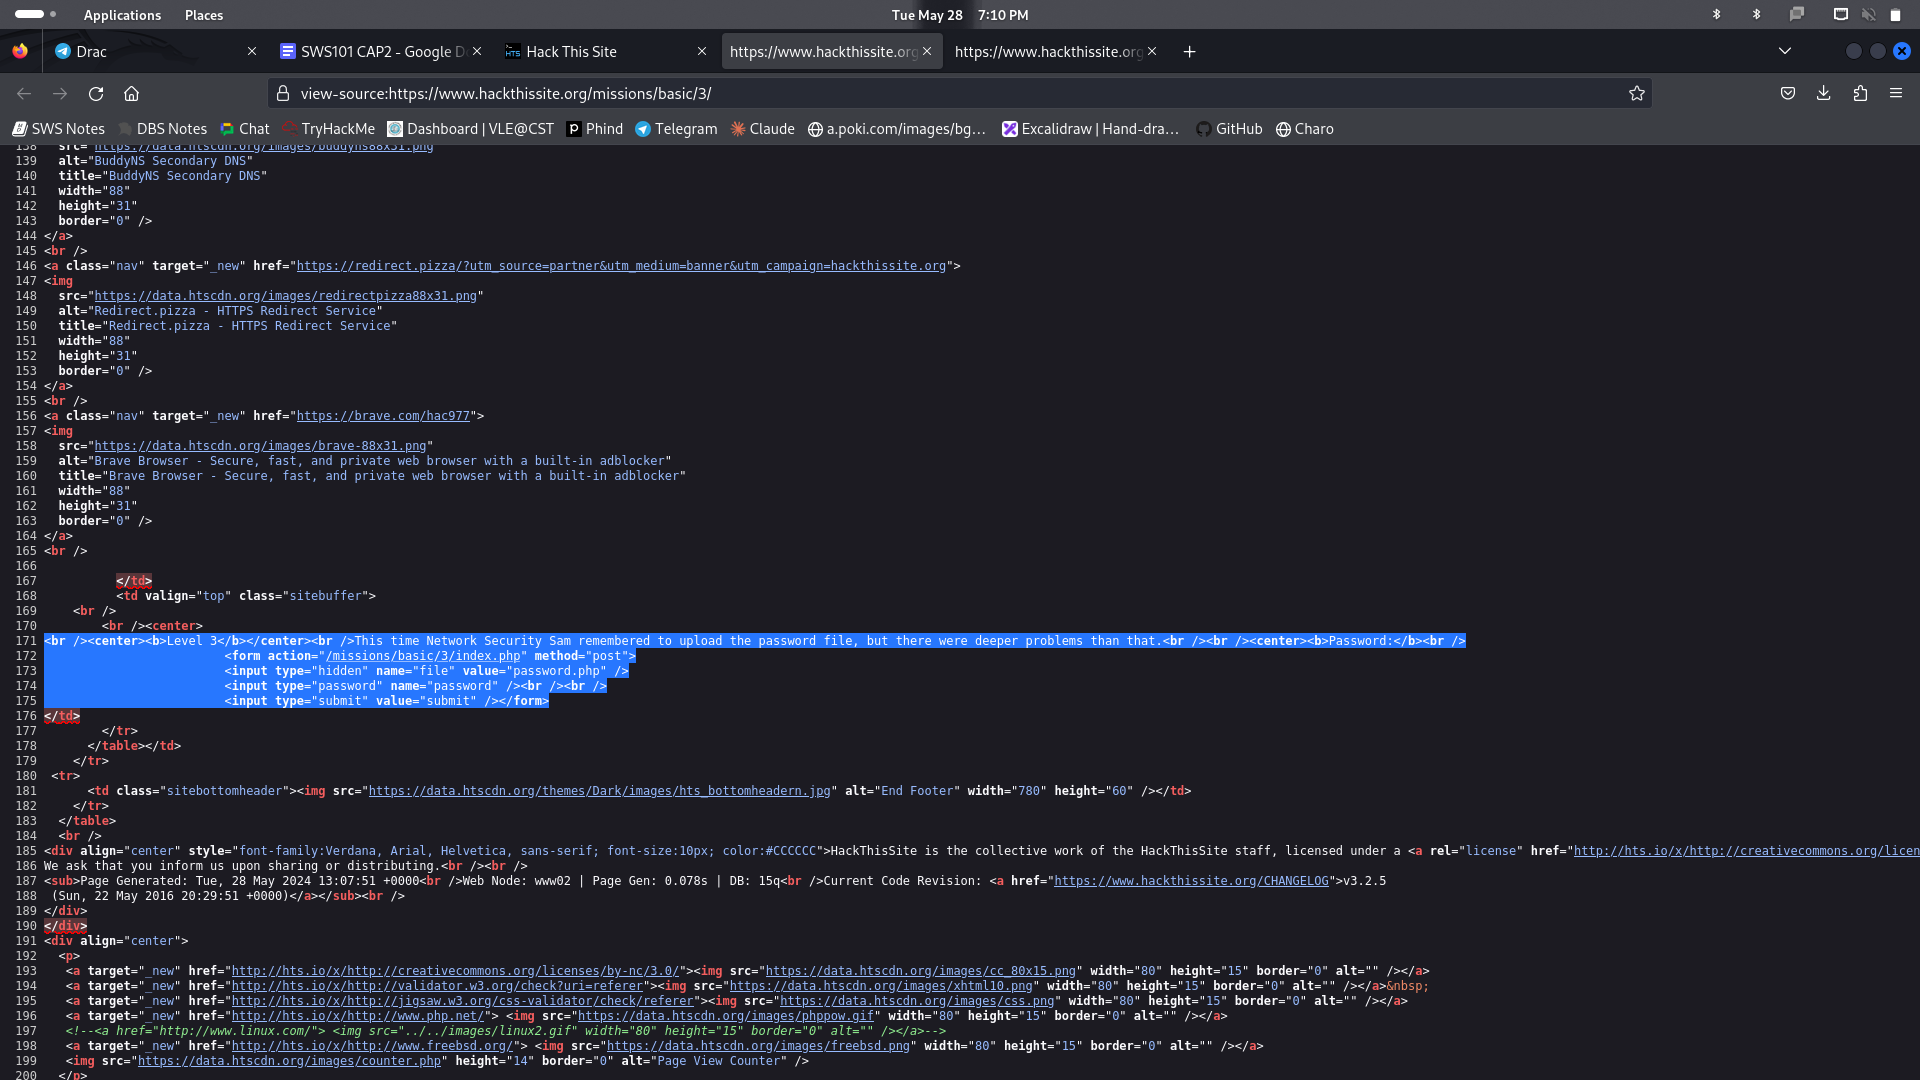 Applications Places Tue May 28 7:10 PM
Drac SWS101 CAP2 - Google D HTS Hack This Site https://www.hackthissite.org https://www.hackthissite.org
view-source:https://www.hackthissite.org/missions/basic/3/
SWS Notes DBS Notes Chat TryHackMe Dashboard | VLE@CST Phind Telegram Claude a.poki.com/images/bg… Excalidraw | Hand-dra… GitHub Charo
138 src="https://data.htscdn.org/images/buddyns88x31.png"
139 alt="BuddyNS Secondary DNS"
140 title="BuddyNS Secondary DNS"
141 width="88"
142 height="31"
143 border="0" />
144 </a>
145 <br />
146 <a class="nav" target="_new" href="https://redirect.pizza/?utm_source=partner&utm_medium=banner&utm_campaign=hackthissite.org">
147 <img
148 src="https://data.htscdn.org/images/redirectpizza88x31.png"
149 alt="Redirect.pizza - HTTPS Redirect Service"
150 title="Redirect.pizza - HTTPS Redirect Service"
151 width="88"
152 height="31"
153 border="0" />
154 </a>
155 <br />
156 <a class="nav" target="_new" href="https://brave.com/hac977">
157 <img
158 src="https://data.htscdn.org/images/brave-88x31.png"
159 alt="Brave Browser - Secure, fast, and private web browser with a built-in adblocker"
160 title="Brave Browser - Secure, fast, and private web browser with a built-in adblocker"
161 width="88"
162 height="31"
163 border="0" />
164 </a>
165 <br />
166
167 </td>
168 <td valign="top" class="sitebuffer">
169 <br />
170 <br /><center>
171 <br /><center><b>Level 3</b></center><br />This time Network Security Sam remembered to upload the password file, but there were deeper problems than that.<br /><br /><center><b>Password:</b><br />
172 <form action="/missions/basic/3/index.php" method="post">
173 <input type="hidden" name="file" value="password.php" />
174 <input type="password" name="password" /><br /><br />
175 <input type="submit" value="submit" /></form>
176 </td>
177 </tr>
178 </table></td>
179 </tr>
180 <tr>
181 <td class="sitebottomheader"><img src="https://data.htscdn.org/themes/Dark/images/hts_bottomheadern.jpg" alt="End Footer" width="780" height="60" /></td>
182 </tr>
183 </table>
184 <br />
185 <div align="center" style="font-family:Verdana, Arial, Helvetica, sans-serif; font-size:10px; color:#CCCCCC">HackThisSite is the collective work of the HackThisSite staff, licensed under a <a rel="license" href="http://hts.io/x/http://creativecommons.org/licen
186 We ask that you inform us upon sharing or distributing.<br /><br />
187 <sub>Page Generated: Tue, 28 May 2024 13:07:51 +0000<br />Web Node: www02 | Page Gen: 0.078s | DB: 15q<br />Current Code Revision: <a href="https://www.hackthissite.org/CHANGELOG">v3.2.5
188 (Sun, 22 May 2016 20:29:51 +0000)</a></sub><br />
189 </div>
190 </div>
191 <div align="center">
192 <p>
193 <a target="_new" href="http://hts.io/x/http://creativecommons.org/licenses/by-nc/3.0/"><img src="https://data.htscdn.org/images/cc_80x15.png" width="80" height="15" border="0" alt="" /></a>
194 <a target="_new" href="http://hts.io/x/http://validator.w3.org/check?uri=referer"><img src="https://data.htscdn.org/images/xhtml10.png" width="80" height="15" border="0" alt="" /></a>&nbsp;
195 <a target="_new" href="http://hts.io/x/http://jigsaw.w3.org/css-validator/check/referer"><img src="https://data.htscdn.org/images/css.png" width="80" height="15" border="0" alt="" /></a>
196 <a target="_new" href="http://hts.io/x/http://www.php.net/"> <img src="https://data.htscdn.org/images/phppow.gif" width="80" height="15" border="0" alt="" /></a>
197 <!--<a href="http://www.linux.com/"> <img src="../../images/linux2.gif" width="80" height="15" border="0" alt="" /></a>-->
198 <a target="_new" href="http://hts.io/x/http://www.freebsd.org/"> <img src="https://data.htscdn.org/images/freebsd.png" width="80" height="15" border="0" alt="" /></a>
199 <img src="https://data.htscdn.org/images/counter.php" height="14" border="0" alt="Page View Counter" />
200 </p>